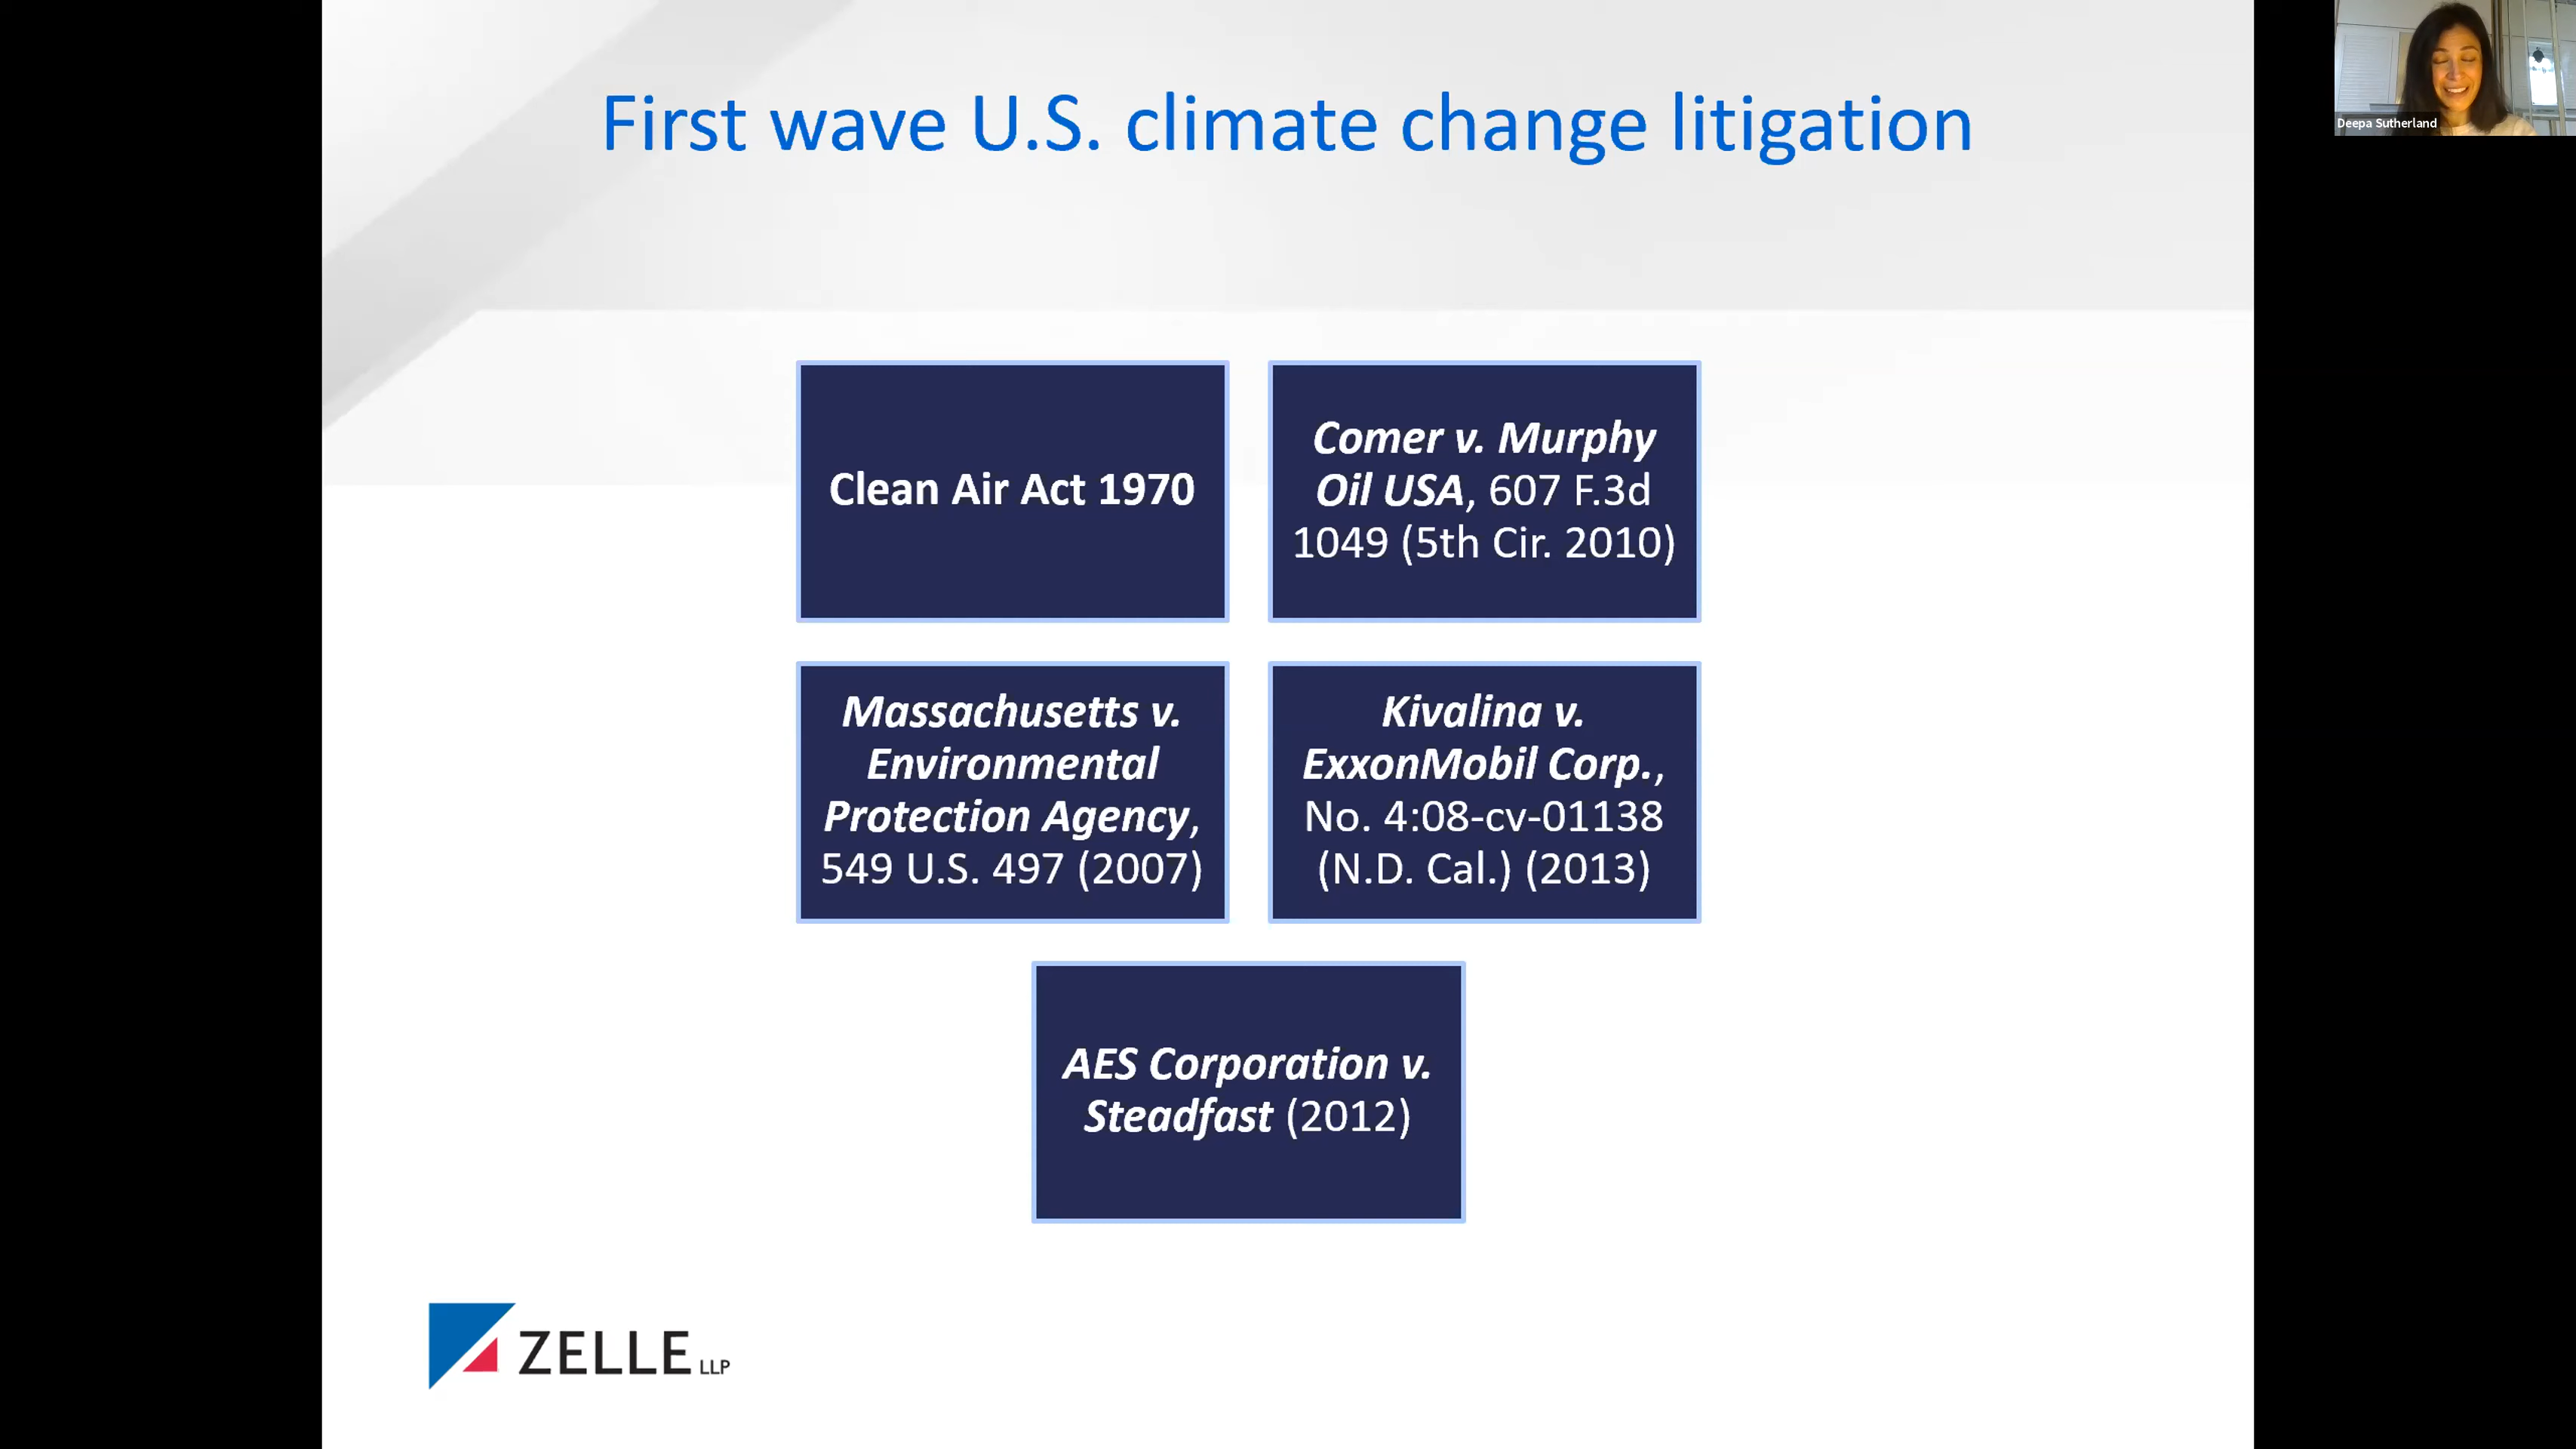 First wave U.S. climate change litigation
Deepa Sutherland
Clean Air Act 1970
Comer v. Murphy
Oil USA, 607 F.3d
1049 (5th Cir. 2010)
Massachusetts v.
Environmental
Protection Agency,
549 U.S. 497 (2007)
Kivalina v.
ExxonMobil Corp.,
No. 4:08-cv-01138
(N.D. Cal.) (2013)
AES Corporation v.
Steadfast (2012)
ZELLE LLP